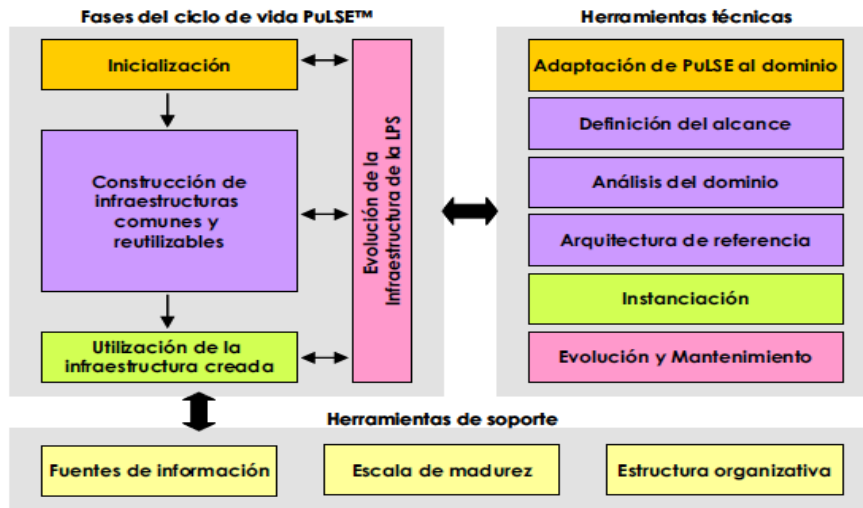 Fases del ciclo de vida PuLSE™
Inicialización
Construcción de
infraestructuras
comunes y
reutilizables
Utilización de la
infraestructura creada
Evolución de la
Infraestructura de la LPS
Herramientas técnicas
Adaptación de PuLSE al dominio
Definición del alcance
Análisis del dominio
Arquitectura de referencia
Instanciación
Evolución y Mantenimiento
Herramientas de soporte
Fuentes de información
Escala de madurez
Estructura organizativa